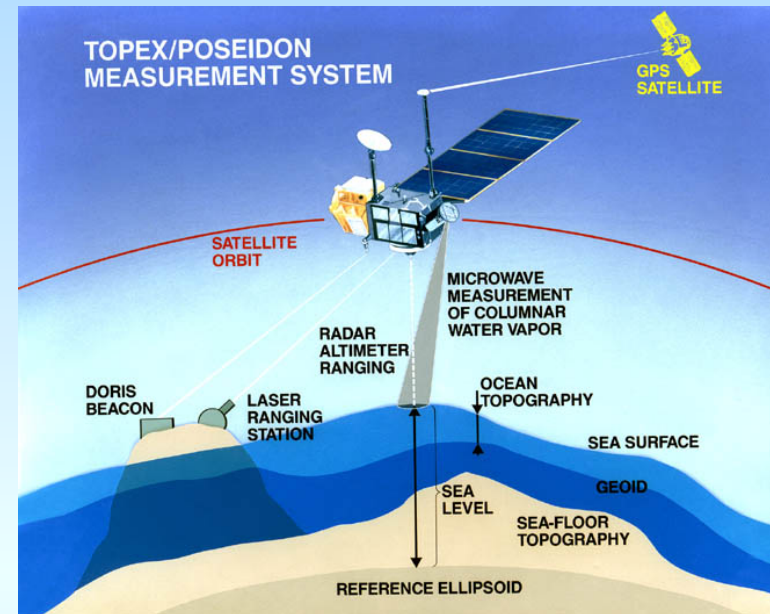 TOPEX/POSEIDON
MEASUREMENT SYSTEM
GPS
SATELLITE
SATELLITE
ORBIT
MICROWAVE
MEASUREMENT
OF COLUMNAR
WATER VAPOR
RADAR
ALTIMETER
RANGING
DORIS
BEACON
LASER
RANGING
STATION
OCEAN
TOPOGRAPHY
SEA SURFACE
GEOID
SEA
LEVEL
SEA-FLOOR
TOPOGRAPHY
REFERENCE ELLIPSOID